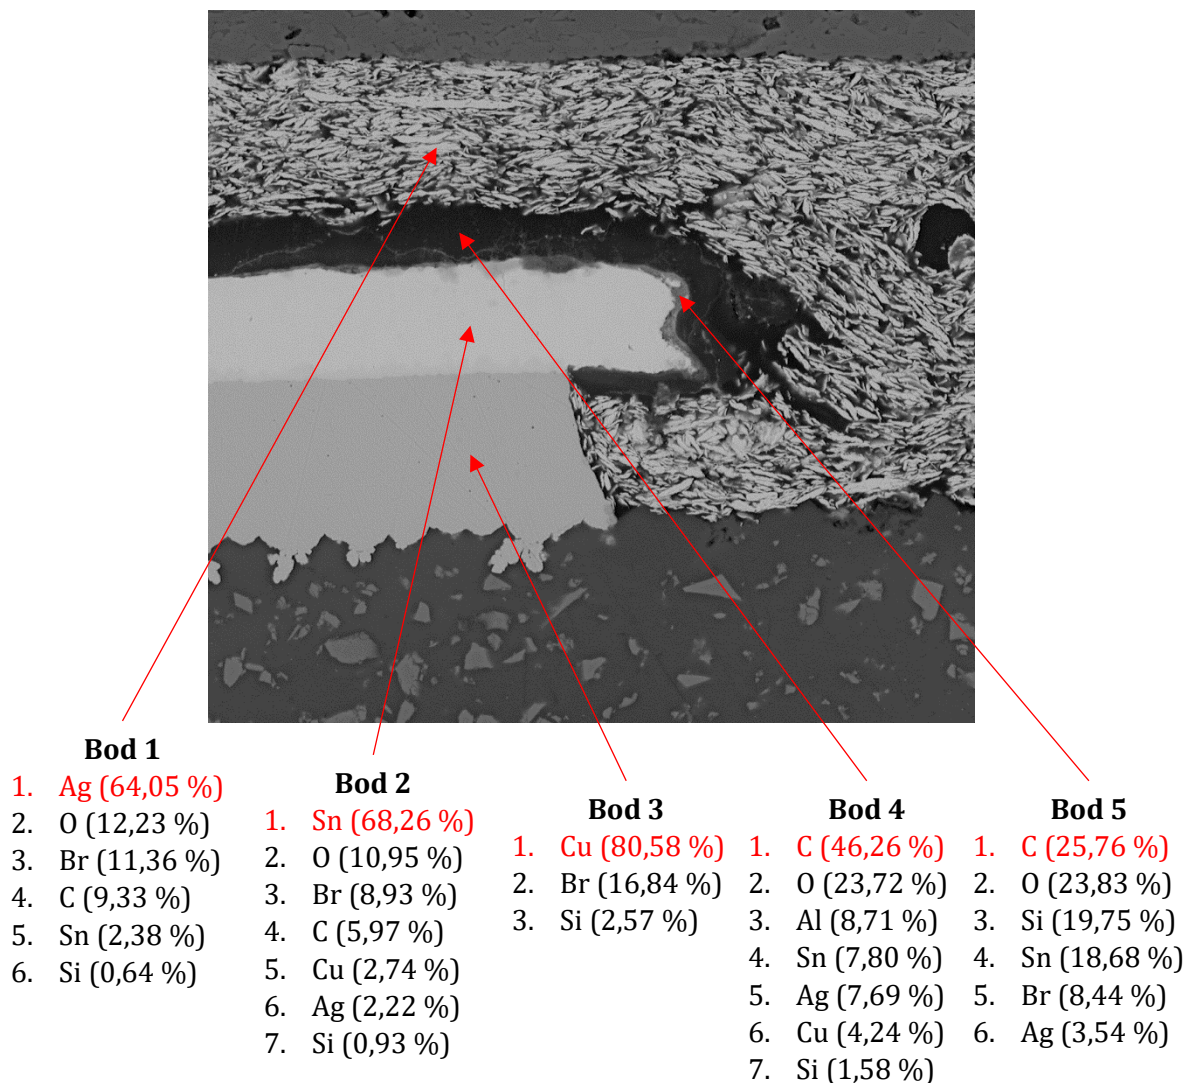 Bod 1
1. Ag (64,05 %)
2. O (12,23 %)
3. Br (11,36 %)
4. C (9,33 %)
5. Sn (2,38 %)
6. Si (0,64 %)
Bod 2
1. Sn (68,26 %)
2. O (10,95 %)
3. Br (8,93 %)
4. C (5,97 %)
5. Cu (2,74 %)
6. Ag (2,22 %)
7. Si (0,93 %)
Bod 3
1. Cu (80,58 %)
2. Br (16,84 %)
3. Si (2,57 %)
Bod 4
1. C (46,26 %)
2. O (23,72 %)
3. Al (8,71 %)
4. Sn (7,80 %)
5. Ag (7,69 %)
6. Cu (4,24 %)
7. Si (1,58 %)
Bod 5
1. C (25,76 %)
2. O (23,83 %)
3. Si (19,75 %)
4. Sn (18,68 %)
5. Br (8,44 %)
6. Ag (3,54 %)